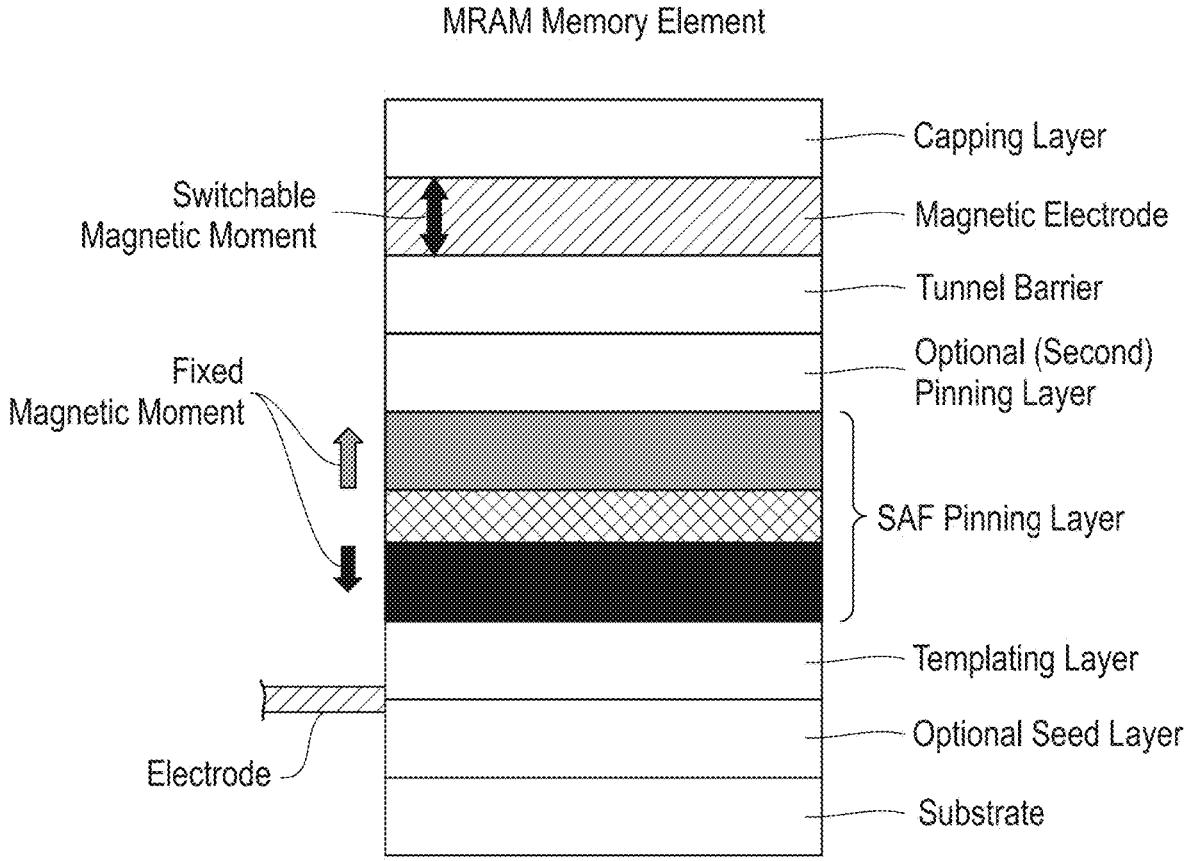 MRAM Memory Element
Capping Layer
Switchable
Magnetic Moment
Magnetic Electrode
Tunnel Barrier
Optional (Second)
Pinning Layer
Fixed
Magnetic Moment
SAF Pinning Layer
Templating Layer
Optional Seed Layer
Electrode
Substrate